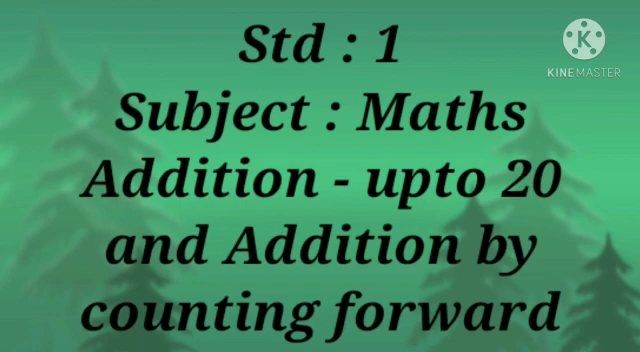 Std : 1
KINEMASTER
Subject : Maths
Addition - upto 20
and Addition by
counting forward